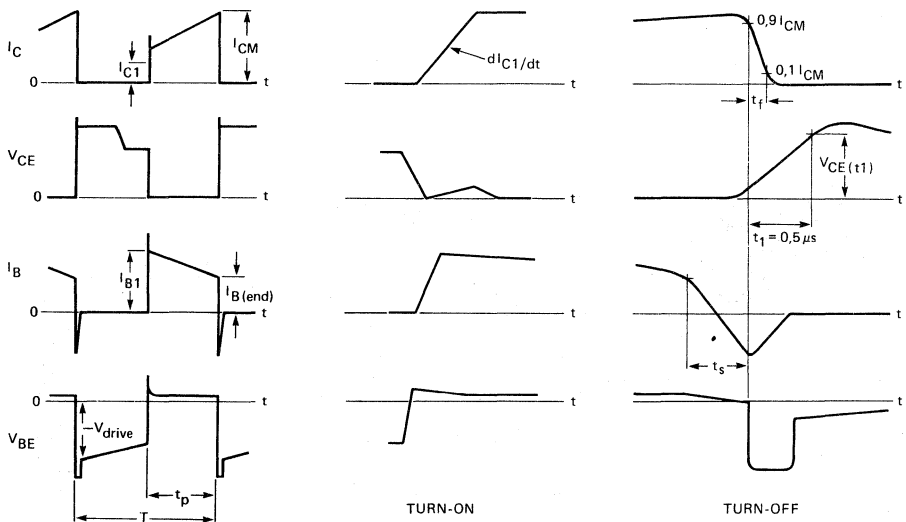 I_C
I_C1
I_CM
0
t
dI_C1/dt
t
0,9 I_CM
0,1 I_CM
t_f
t
V_CE
0
t
t
V_CE(t1)
t
t_1 = 0,5 μs
I_B
I_B1
I_B(end)
0
t
t
t_s
t
V_BE
0
–V_drive
t
t
t
t_p
T
TURN-ON
TURN-OFF